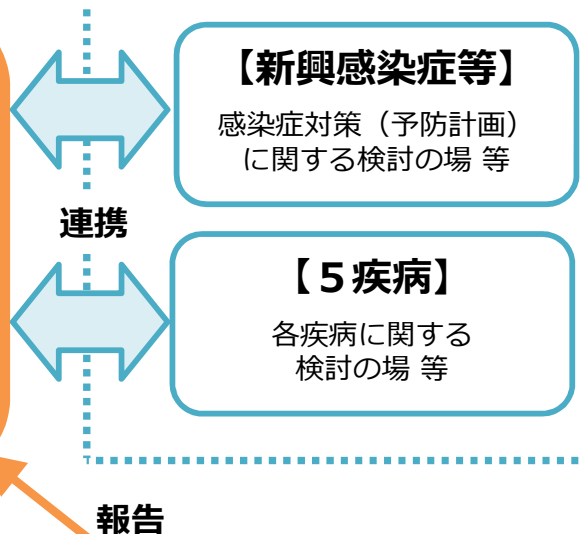 【新興感染症等】
感染症対策（予防計画）
に関する検討の場 等
連携
【５疾病】
各疾病に関する
検討の場 等
報告